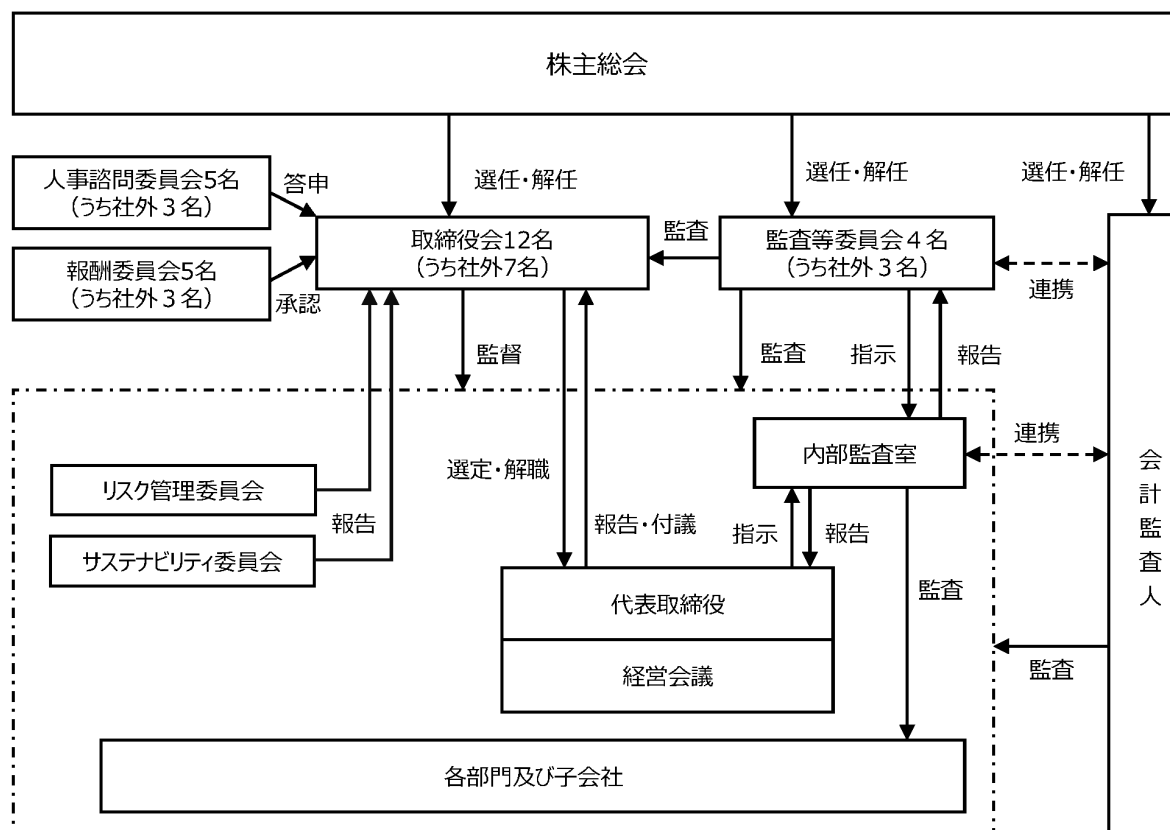 株主総会
選任・解任
選任・解任
選任・解任
人事諮問委員会5名
（うち社外３名）
答申
報酬委員会5名
（うち社外３名）
承認
取締役会12名
（うち社外7名）
監査
監査等委員会４名
（うち社外３名）
連携
監督
監査
指示
報告
内部監査室
連携
リスク管理委員会
サステナビリティ委員会
報告
選定・解職
報告・付議
指示
報告
監査
代表取締役
経営会議
各部門及び子会社
会計監査人
監査